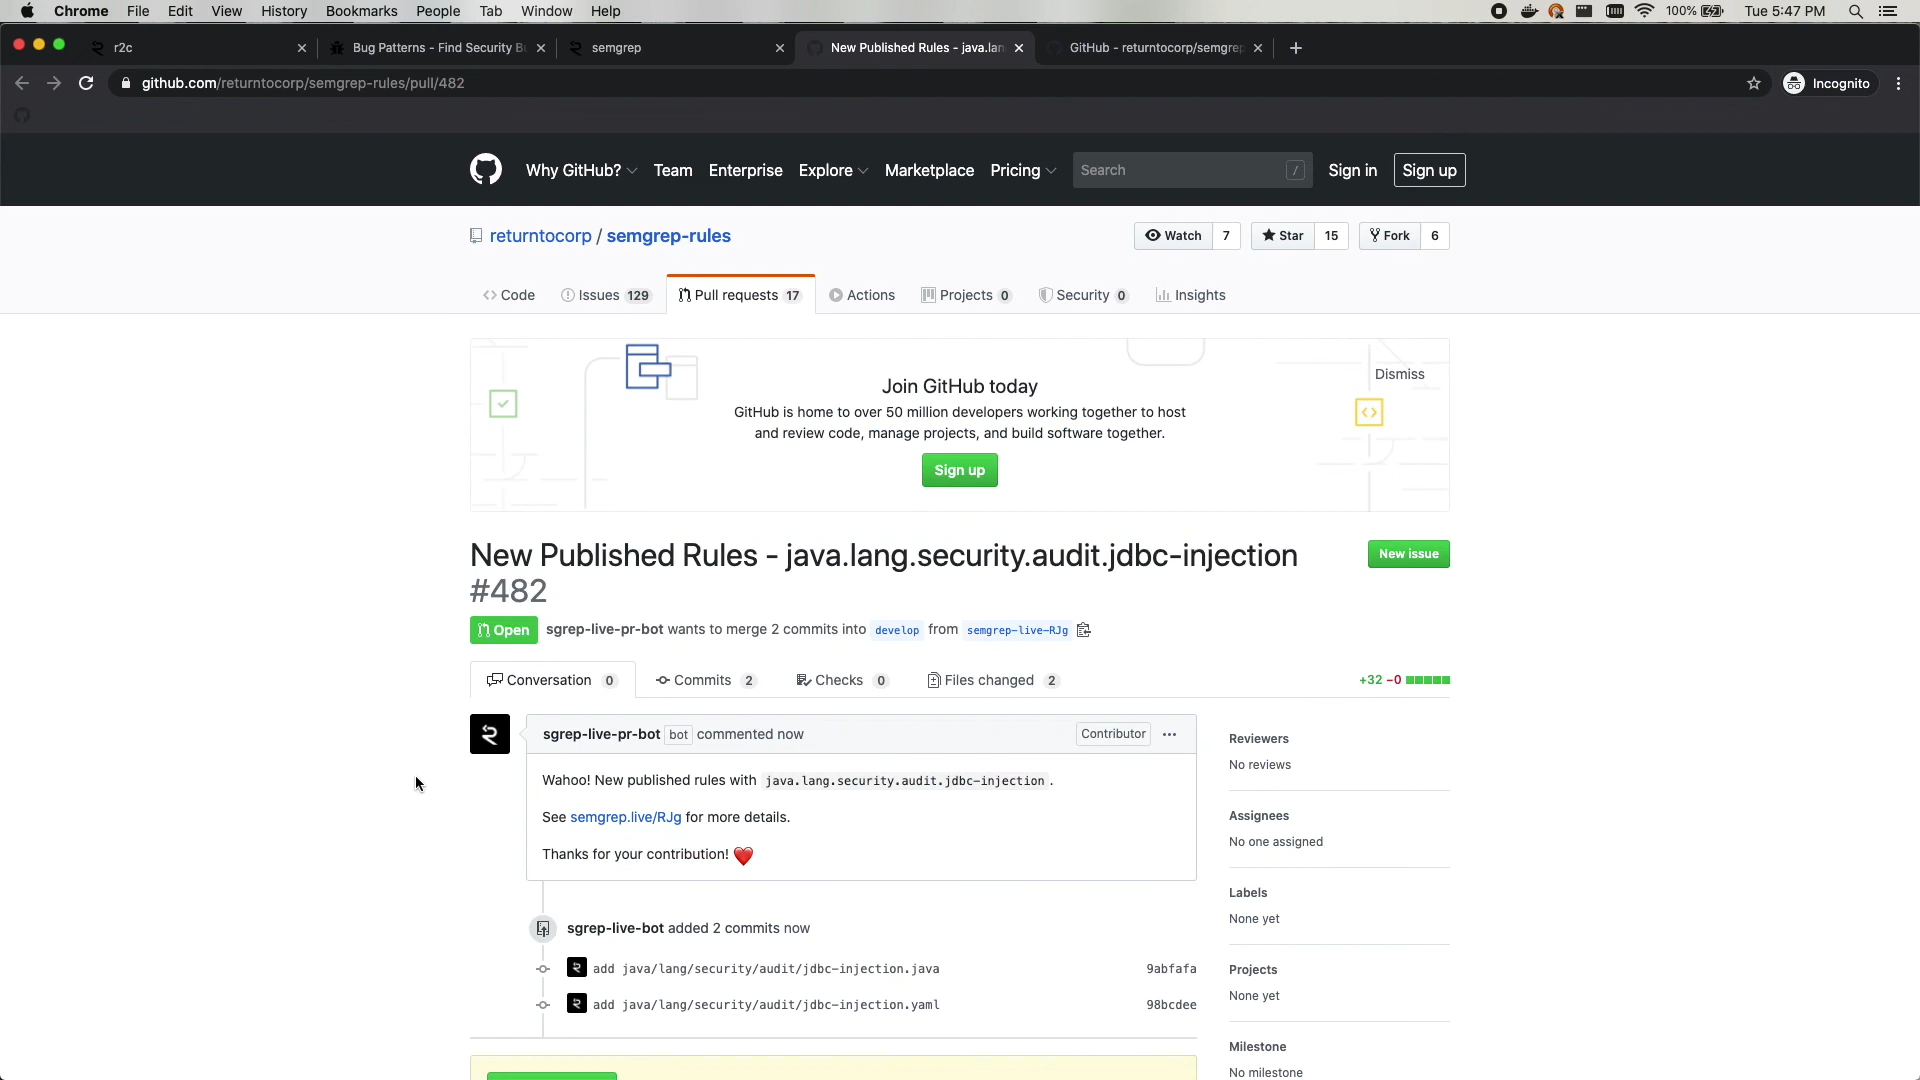 Chrome File Edit View History Bookmarks People Tab Window Help
100% Tue 5:47 PM
r2c
Bug Patterns - Find Security Bu
semgrep
New Published Rules - java.lan
GitHub - returntocorp/semgrep
github.com/returntocorp/semgrep-rules/pull/482
Incognito
Why GitHub? Team Enterprise Explore Marketplace Pricing
Search /
Sign in
Sign up
returntocorp / semgrep-rules
Watch 7
Star 15
Fork 6
Code
Issues 129
Pull requests 17
Actions
Projects 0
Security 0
Insights
Dismiss
Join GitHub today
GitHub is home to over 50 million developers working together to host
and review code, manage projects, and build software together.
Sign up
New Published Rules - java.lang.security.audit.jdbc-injection
#482
New issue
Open
sgrep-live-pr-bot wants to merge 2 commits into develop from semgrep-live-RJg
Conversation 0
Commits 2
Checks 0
Files changed 2
+32 −0
sgrep-live-pr-bot bot commented now
Contributor
Wahoo! New published rules with java.lang.security.audit.jdbc-injection.
See semgrep.live/RJg for more details.
Thanks for your contribution! ❤️
sgrep-live-bot added 2 commits now
add java/lang/security/audit/jdbc-injection.java 9abfafa
add java/lang/security/audit/jdbc-injection.yaml 98bcdee
Reviewers
No reviews
Assignees
No one assigned
Labels
None yet
Projects
None yet
Milestone
No milestone